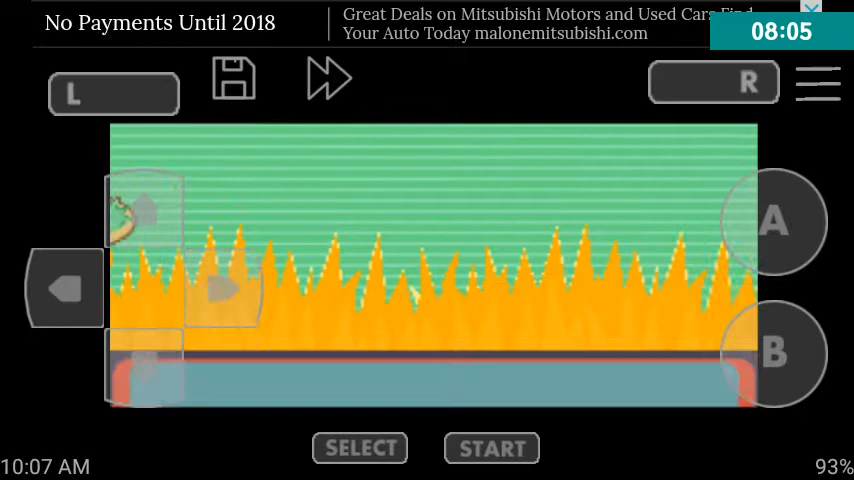 No Payments Until 2018
Great Deals on Mitsubishi Motors and Used Cars Find
Your Auto Today malonemitsubishi.com
08:05
L
R
A
B
SELECT
START
10:07 AM
93%